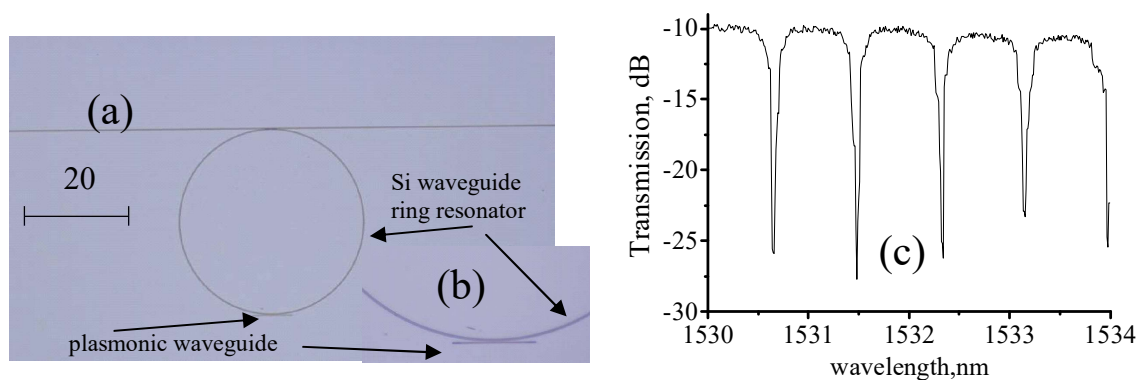 (a)
20
Si waveguide
ring resonator
(b)
plasmonic waveguide
-10
-15
-20
-25
-30
Transmission, dB
(c)
1530 1531 1532 1533 1534
wavelength,nm